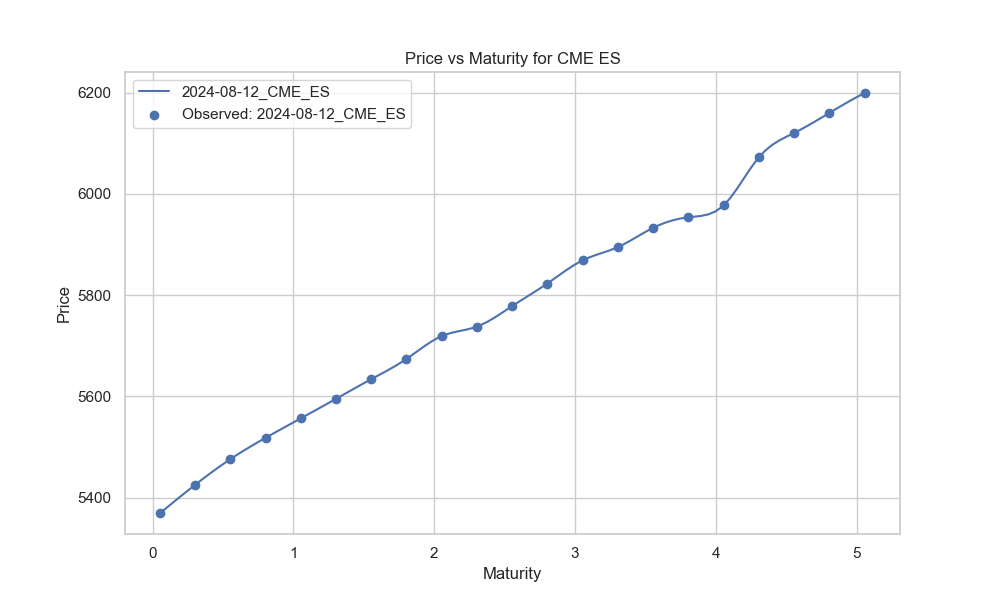 Price vs Maturity for CME ES
2024-08-12_CME_ES
Observed: 2024-08-12_CME_ES
6200
6000
5800
5600
5400
Price
0 1 2 3 4 5
Maturity